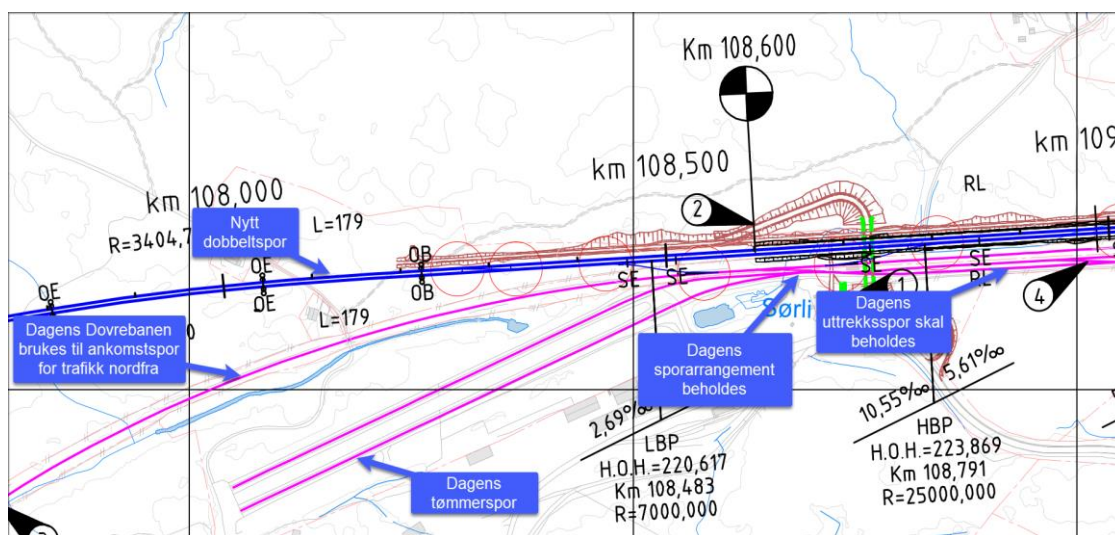 Km 108,600
km 109
km 108,500
km 108,000
RL
2
L=179
Nytt
dobbeltspor
R=3404,7
OB
OB
OE
OE
OE
SE
SE
SE
SE
SE
1
4
Sørli
L=179
Dagens Dovrebanen
brukes til ankomstspor
for trafikk nordfra
Dagens
uttrekksspor skal
beholdes
Dagens
sporarrangement
beholdes
Dagens
tømmerspor
2,69‰
LBP
H.O.H.=220,617
Km 108,483
R=7000,000
10,55‰
5,61‰
HBP
H.O.H.=223,869
Km 108,791
R=25000,000